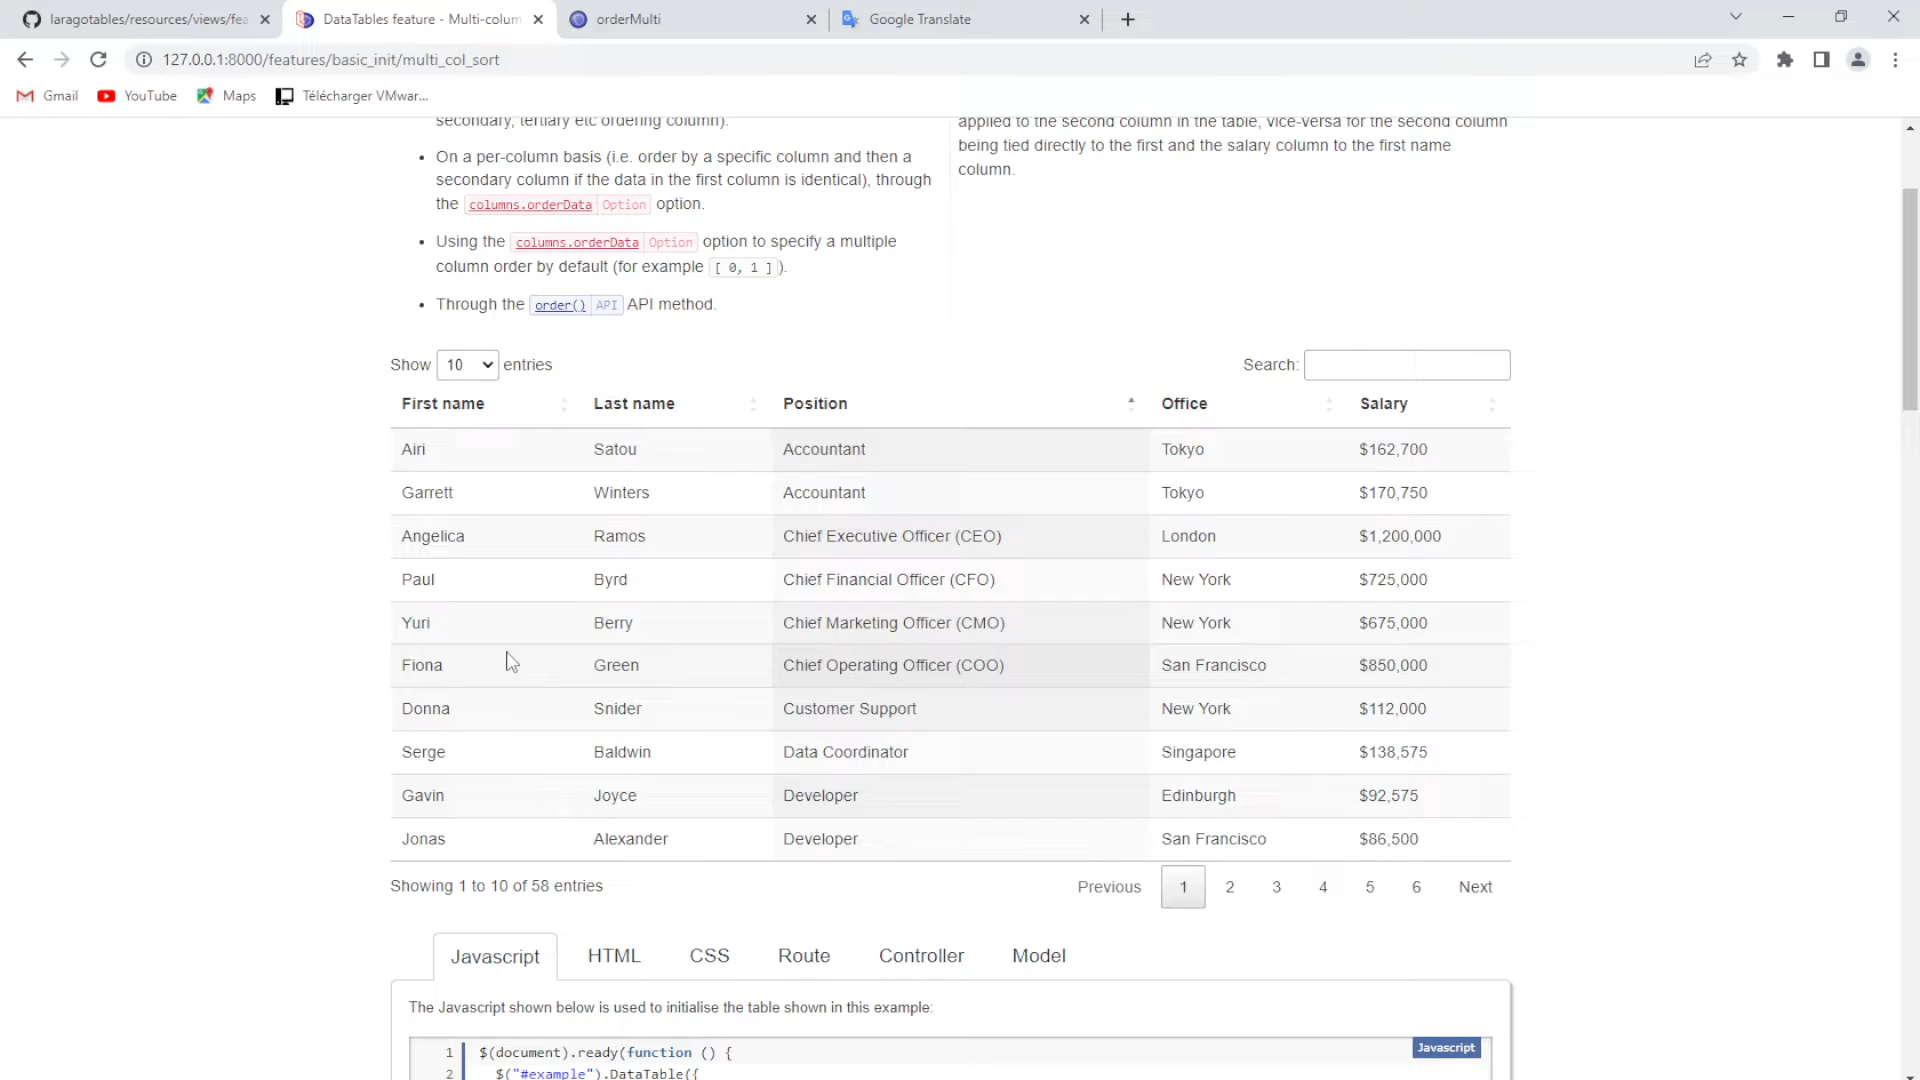 laragotables/resources/views/fea
DataTables feature - Multi-colum
orderMulti
Google Translate
127.0.0.1:8000/features/basic_init/multi_col_sort
Gmail
YouTube
Maps
Télécharger VMwar...
secondary, tertiary etc ordering column).
• On a per-column basis (i.e. order by a specific column and then a
secondary column if the data in the first column is identical), through
the columns.orderData Option option.
• Using the columns.orderData Option option to specify a multiple
column order by default (for example [ 0, 1 ]).
• Through the order() API API method.
applied to the second column in the table, vice-versa for the second column
being tied directly to the first and the salary column to the first name
column.
Show 10 entries
Search:
First name Last name Position Office Salary
Airi Satou Accountant Tokyo $162,700
Garrett Winters Accountant Tokyo $170,750
Angelica Ramos Chief Executive Officer (CEO) London $1,200,000
Paul Byrd Chief Financial Officer (CFO) New York $725,000
Yuri Berry Chief Marketing Officer (CMO) New York $675,000
Fiona Green Chief Operating Officer (COO) San Francisco $850,000
Donna Snider Customer Support New York $112,000
Serge Baldwin Data Coordinator Singapore $138,575
Gavin Joyce Developer Edinburgh $92,575
Jonas Alexander Developer San Francisco $86,500
Showing 1 to 10 of 58 entries
Previous 1 2 3 4 5 6 Next
Javascript HTML CSS Route Controller Model
The Javascript shown below is used to initialise the table shown in this example:
Javascript
1 $(document).ready(function () {
2 $("#example").DataTable({